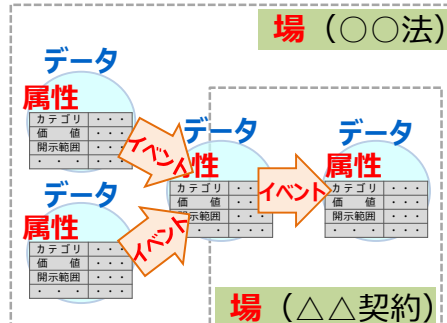 場（○○法）
データ
属性
カテゴリ ・・・
価　値 ・・・
開示範囲 ・・・
・　・　・ ・・・
イベント
データ
属性
カテゴリ ・・・
価　値 ・・・
開示範囲 ・・・
・　・　・ ・・・
イベント
データ
性
カテゴリ ・・
価　値 ・・・
示範囲 ・・・
・　・　・ ・・・
イベント
データ
属性
カテゴリ ・・・
価　値 ・・・
開示範囲 ・・・
・　・　・ ・・・
場（△△契約）